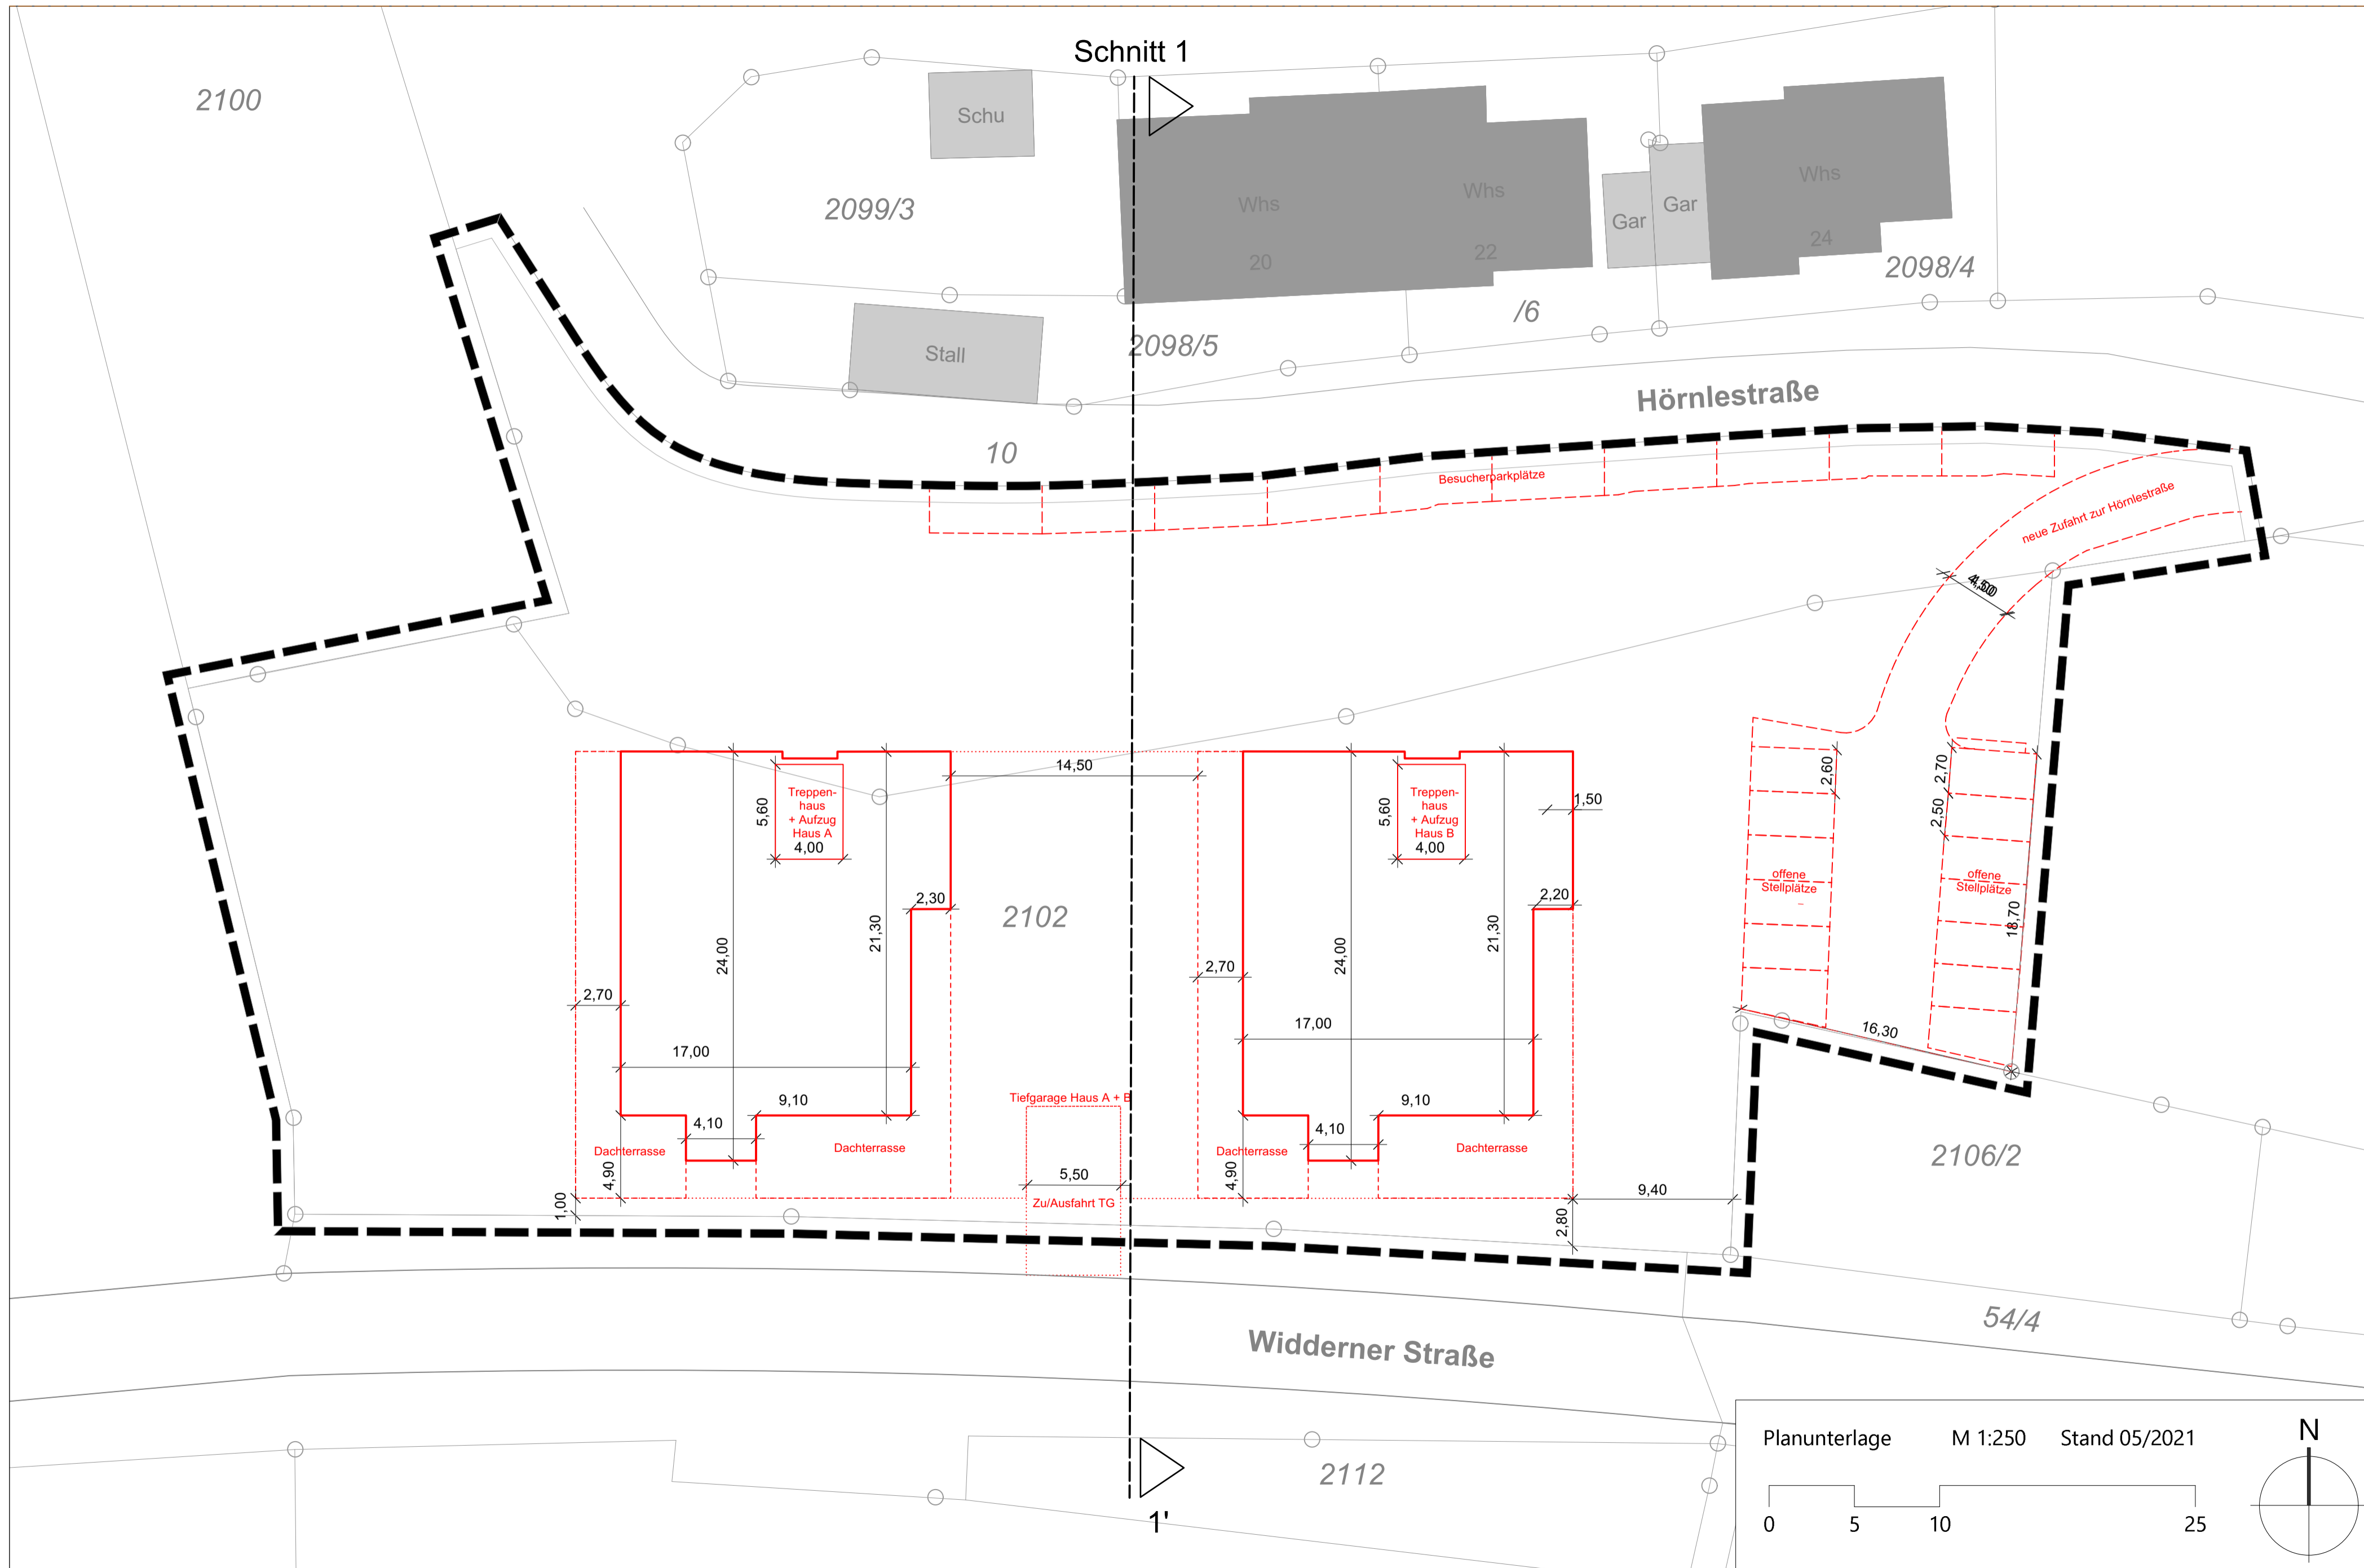 Schnitt 1
2100
Schu
2099/3
Whs
Whs
Whs
Gar
Gar
20
22
24
2098/4
/6
2098/5
Stall
Hörnlestraße
10
Besucherparkplätze
neue Zufahrt zur Hörnlestraße
14,50
5,60
Treppen-
haus
+ Aufzug
Haus A
4,00
5,60
Treppen-
haus
+ Aufzug
Haus B
4,00
1,50
2,60
2,70
2,50
offene
Stellplätze
offene
Stellplätze
18,70
16,30
2,30
2,20
2102
24,00
21,30
24,00
21,30
2,70
2,70
17,00
17,00
9,10
9,10
4,10
4,10
Tiefgarage Haus A + B
Dachterrasse
Dachterrasse
Dachterrasse
Dachterrasse
4,90
4,90
5,50
Zu/Ausfahrt TG
1,00
2,80
9,40
2106/2
54/4
Widderner Straße
2112
1'
Planunterlage M 1:250 Stand 05/2021
N
0 5 10 25